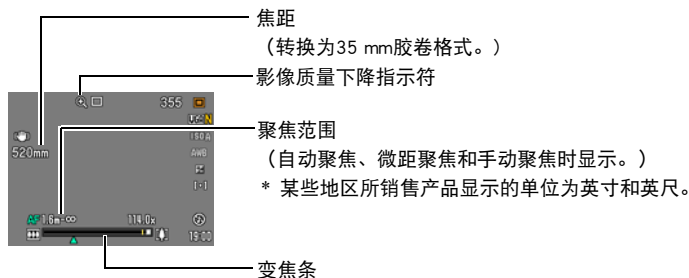 焦距
（转换为35 mm胶卷格式。）
影像质量下降指示符
355
N
ISO A
520mm
AWB
聚焦范围
（自动聚焦、微距聚焦和手动聚焦时显示。）
* 某些地区所销售产品显示的单位为英寸和英尺。
AF 1.6m-∞ 114.0x
19:00
变焦条